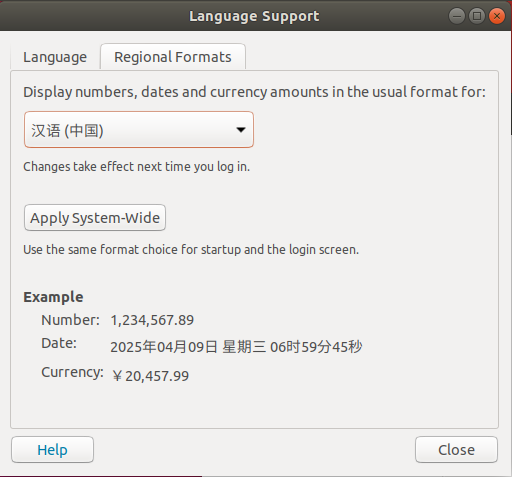 Language Support
Language Regional Formats
Display numbers, dates and currency amounts in the usual format for:
汉语 (中国)
Changes take effect next time you log in.
Apply System-Wide
Use the same format choice for startup and the login screen.
Example
Number: 1,234,567.89
Date: 2025年04月09日 星期三 06时59分45秒
Currency: ￥20,457.99
Help Close